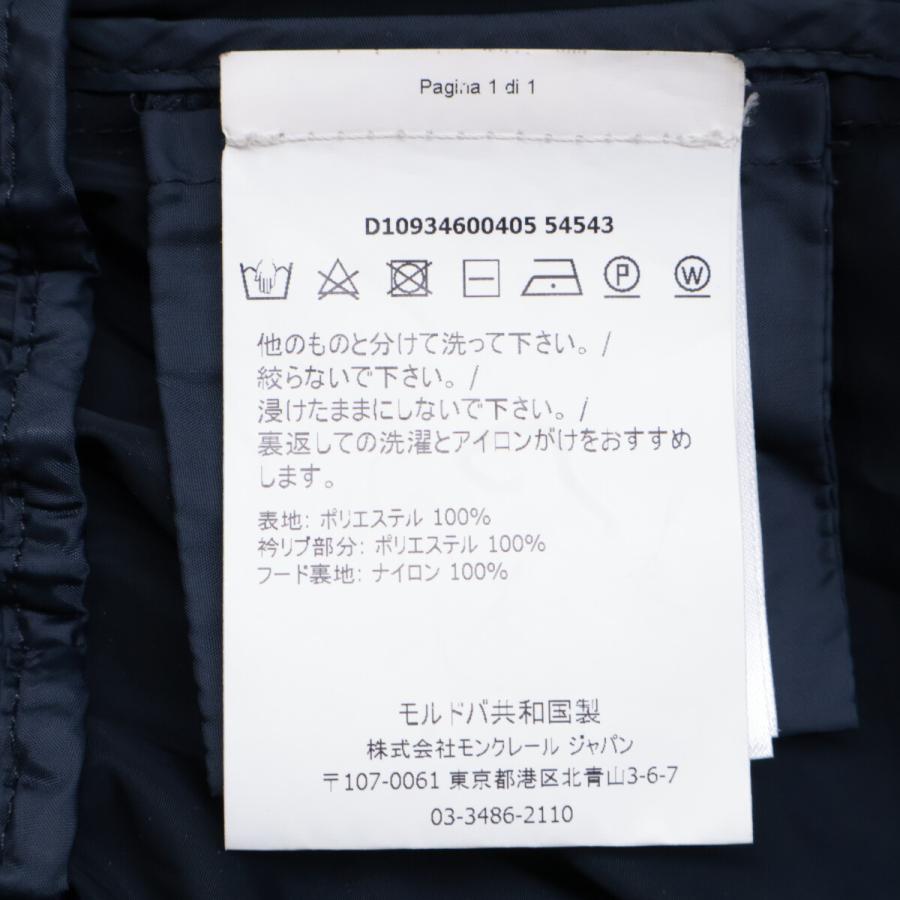 Pagina 1 di 1
D10934600405 54543
P W
他のものと分けて洗って下さい。/
絞らないで下さい。/
浸けたままにしないで下さい。/
裏返しての洗濯とアイロンがけをおすすめ
します。
表地: ポリエステル 100%
衿リブ部分: ポリエステル 100%
フード裏地: ナイロン 100%
モルドバ共和国製
株式会社モンクレール ジャパン
〒107-0061 東京都港区北青山3-6-7
03-3486-2110